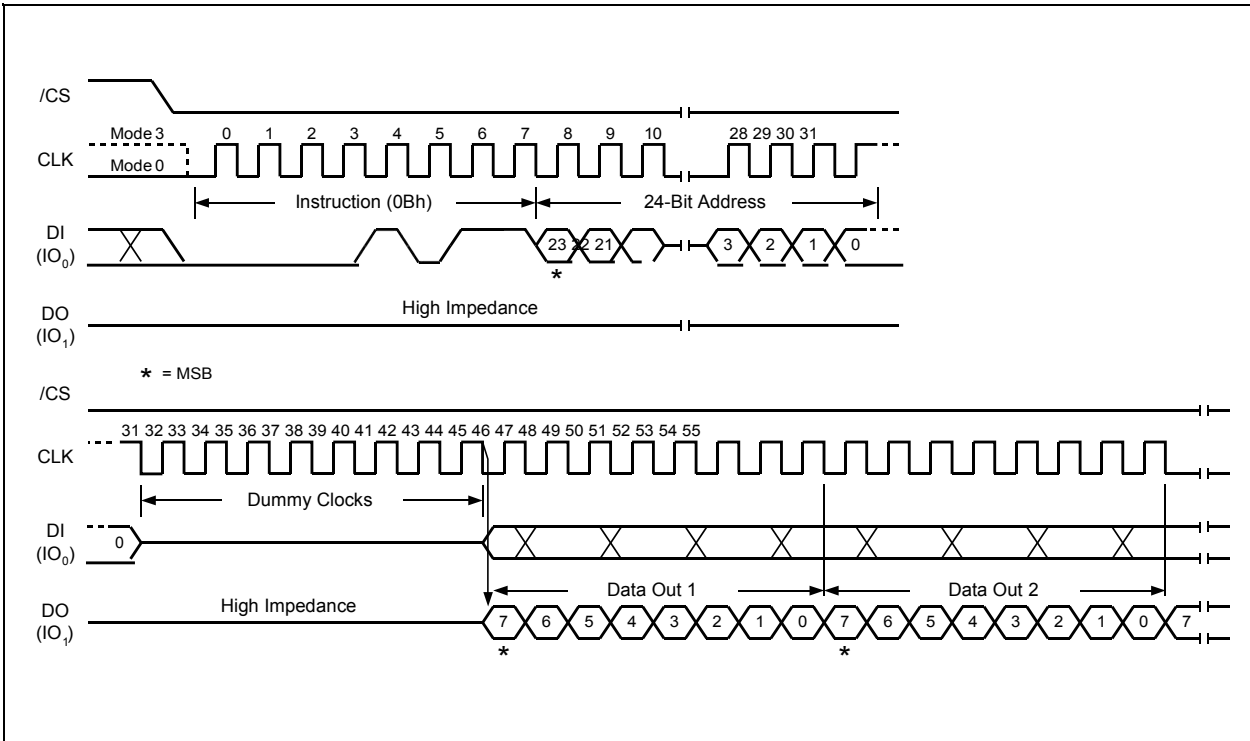 /CS
Mode 3 0 1 2 3 4 5 6 7 8 9 10 28 29 30 31
CLK
Mode 0
Instruction (0Bh) 24-Bit Address
DI
(IO0)
23 22 21 3 2 1 0
*
High Impedance
DO
(IO1)
* = MSB
/CS
31 32 33 34 35 36 37 38 39 40 41 42 43 44 45 46 47 48 49 50 51 52 53 54 55
CLK
Dummy Clocks
DI
(IO0)
0
Data Out 1 Data Out 2
High Impedance
DO
(IO1)
7 6 5 4 3 2 1 0 7 6 5 4 3 2 1 0 7
* *